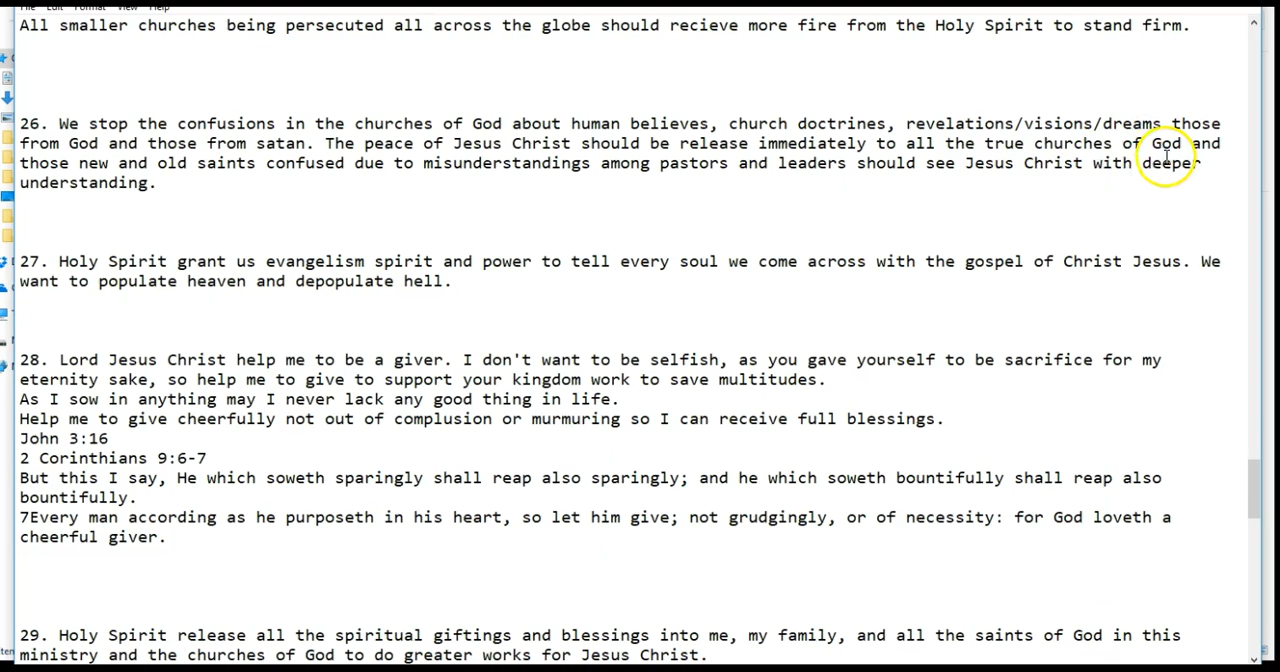 File Edit Format View Help
All smaller churches being persecuted all across the globe should recieve more fire from the Holy Spirit to stand firm.
26. We stop the confusions in the churches of God about human believes, church doctrines, revelations/visions/dreams those
from God and those from satan. The peace of Jesus Christ should be release immediately to all the true churches of God and
those new and old saints confused due to misunderstandings among pastors and leaders should see Jesus Christ with deeper
understanding.
27. Holy Spirit grant us evangelism spirit and power to tell every soul we come across with the gospel of Christ Jesus. We
want to populate heaven and depopulate hell.
28. Lord Jesus Christ help me to be a giver. I don't want to be selfish, as you gave yourself to be sacrifice for my
eternity sake, so help me to give to support your kingdom work to save multitudes.
As I sow in anything may I never lack any good thing in life.
Help me to give cheerfully not out of complusion or murmuring so I can receive full blessings.
John 3:16
2 Corinthians 9:6-7
But this I say, He which soweth sparingly shall reap also sparingly; and he which soweth bountifully shall reap also
bountifully.
7Every man according as he purposeth in his heart, so let him give; not grudgingly, or of necessity: for God loveth a
cheerful giver.
29. Holy Spirit release all the spiritual giftings and blessings into me, my family, and all the saints of God in this
ministry and the churches of God to do greater works for Jesus Christ.